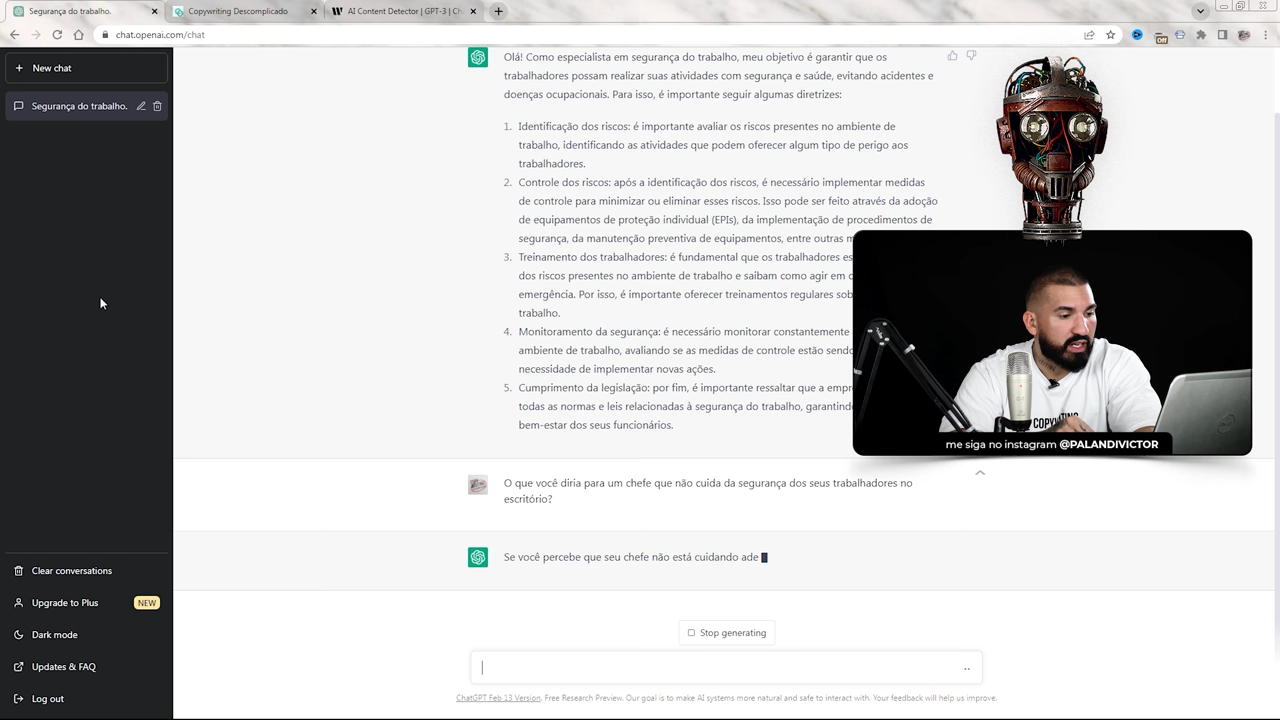 Segurança do trabalho.
Copywriting Descomplicado
AI Content Detector | GPT-3 | Ch
chat.openai.com/chat
Off
New chat
Segurança do trabalho.
Olá! Como especialista em segurança do trabalho, meu objetivo é garantir que os
trabalhadores possam realizar suas atividades com segurança e saúde, evitando acidentes e
doenças ocupacionais. Para isso, é importante seguir algumas diretrizes:
1. Identificação dos riscos: é importante avaliar os riscos presentes no ambiente de
trabalho, identificando as atividades que podem oferecer algum tipo de perigo aos
trabalhadores.
2. Controle dos riscos: após a identificação dos riscos, é necessário implementar medidas
de controle para minimizar ou eliminar esses riscos. Isso pode ser feito através da adoção
de equipamentos de proteção individual (EPIs), da implementação de procedimentos de
segurança, da manutenção preventiva de equipamentos, entre outras m
3. Treinamento dos trabalhadores: é fundamental que os trabalhadores es
dos riscos presentes no ambiente de trabalho e saibam como agir em c
emergência. Por isso, é importante oferecer treinamentos regulares sob
trabalho.
4. Monitoramento da segurança: é necessário monitorar constantemente
ambiente de trabalho, avaliando se as medidas de controle estão sendo
necessidade de implementar novas ações.
5. Cumprimento da legislação: por fim, é importante ressaltar que a empr
todas as normas e leis relacionadas à segurança do trabalho, garantind
bem-estar dos seus funcionários.
COPYWRITING
me siga no instagram @PALANDIVICTOR
O que você diria para um chefe que não cuida da segurança dos seus trabalhadores no
escritório?
Se você percebe que seu chefe não está cuidando ade
Stop generating
Clear conversations
Upgrade to Plus NEW
Dark mode
Updates & FAQ
Log out
ChatGPT Feb 13 Version. Free Research Preview. Our goal is to make AI systems more natural and safe to interact with. Your feedback will help us improve.